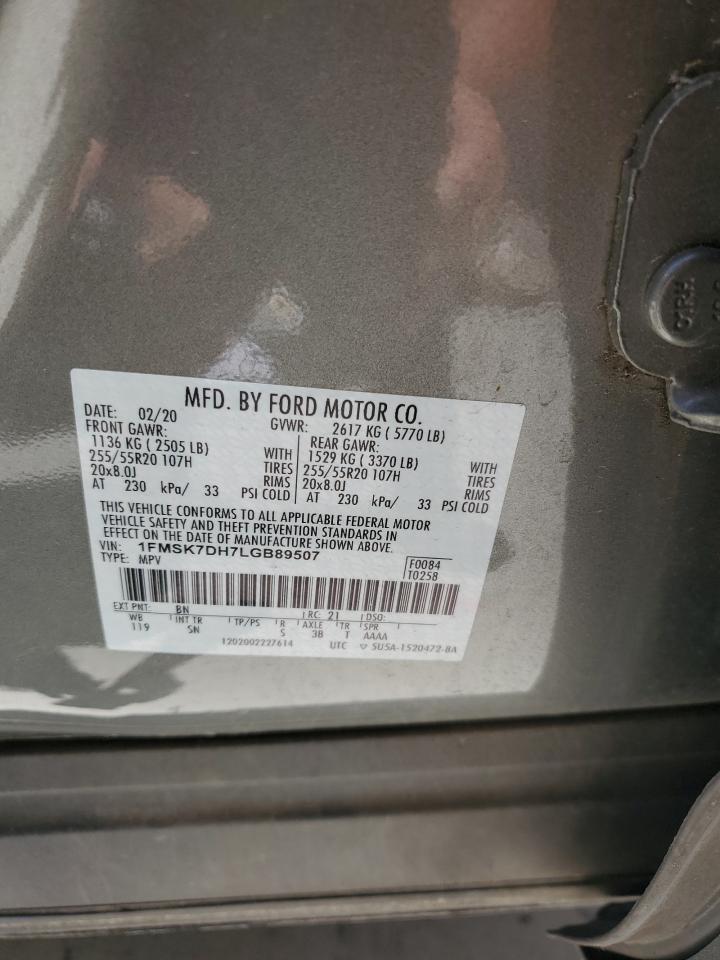 MFD. BY FORD MOTOR CO.
DATE: 02/20 GVWR: 2617 KG ( 5770 LB)
FRONT GAWR: REAR GAWR:
1136 KG ( 2505 LB) WITH 1529 KG ( 3370 LB) WITH
255/55R20 107H TIRES 255/55R20 107H TIRES
20x8.0J RIMS 20x8.0J RIMS
AT 230 kPa/ 33 PSI COLD AT 230 kPa/ 33 PSI COLD
THIS VEHICLE CONFORMS TO ALL APPLICABLE FEDERAL MOTOR
VEHICLE SAFETY AND THEFT PREVENTION STANDARDS IN
EFFECT ON THE DATE OF MANUFACTURE SHOWN ABOVE.
VIN: 1FMSK7DH7LGB89507 F0084
TYPE: MPV T0258
EXT PNT: BN RC: 21 DSO:
WB INT TR TP/PS R AXLE TR SPR
119 SN S 3B T AAAA
1202002227614 UTC 5U5A-1520472-8A
01RH